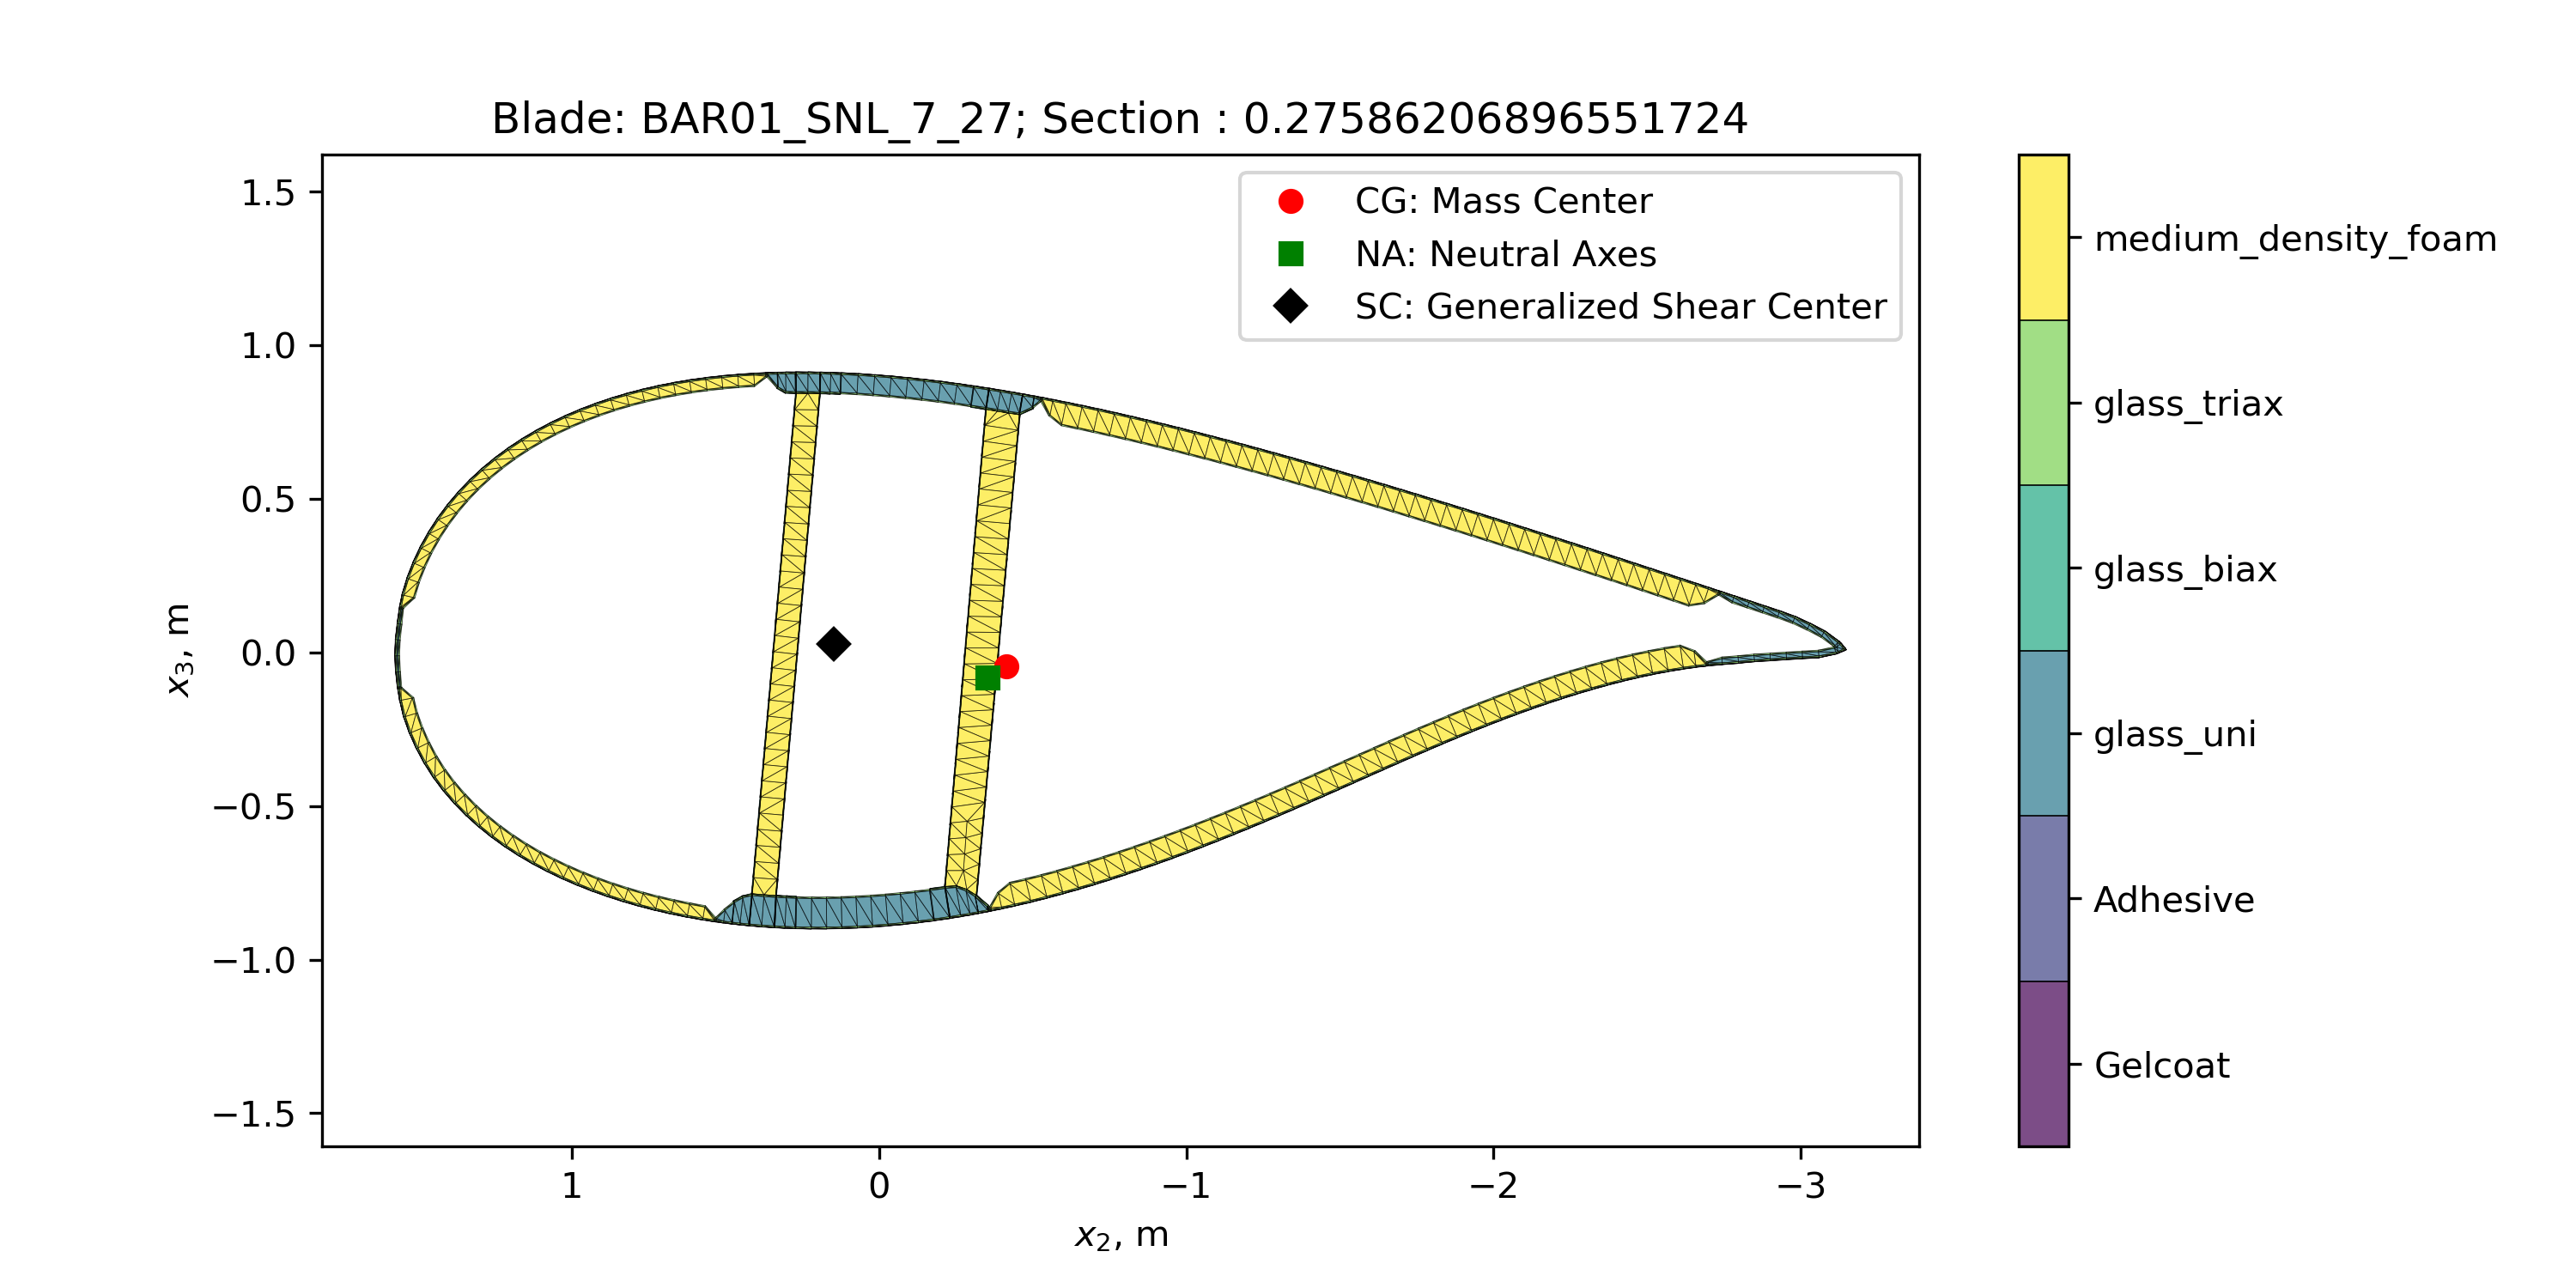 Blade: BAR01_SNL_7_27; Section : 0.27586206896551724
CG: Mass Center
NA: Neutral Axes
SC: Generalized Shear Center
1.5
1.0
0.5
0.0
−0.5
−1.0
−1.5
x₃, m
1
0
−1
−2
−3
x₂, m
medium_density_foam
glass_triax
glass_biax
glass_uni
Adhesive
Gelcoat